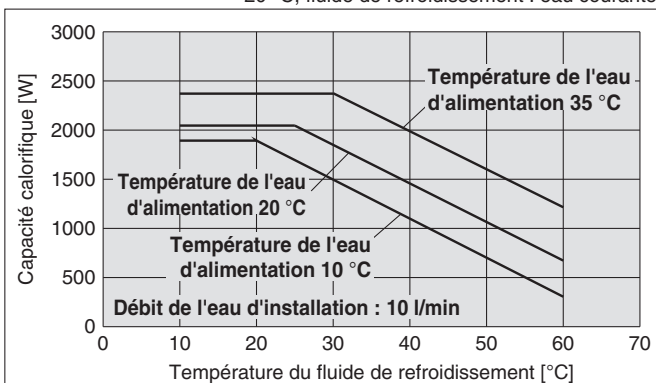 20 °C, fluide de refroidissement : eau courante
Capacité calorifique [W]
3000
2500
2000
1500
1000
500
0
Température de l'eau
d'alimentation 35 °C
Température de l'eau
d'alimentation 20 °C
Température de l'eau
d'alimentation 10 °C
Débit de l'eau d'installation : 10 l/min
0 10 20 30 40 50 60 70
Température du fluide de refroidissement [°C]